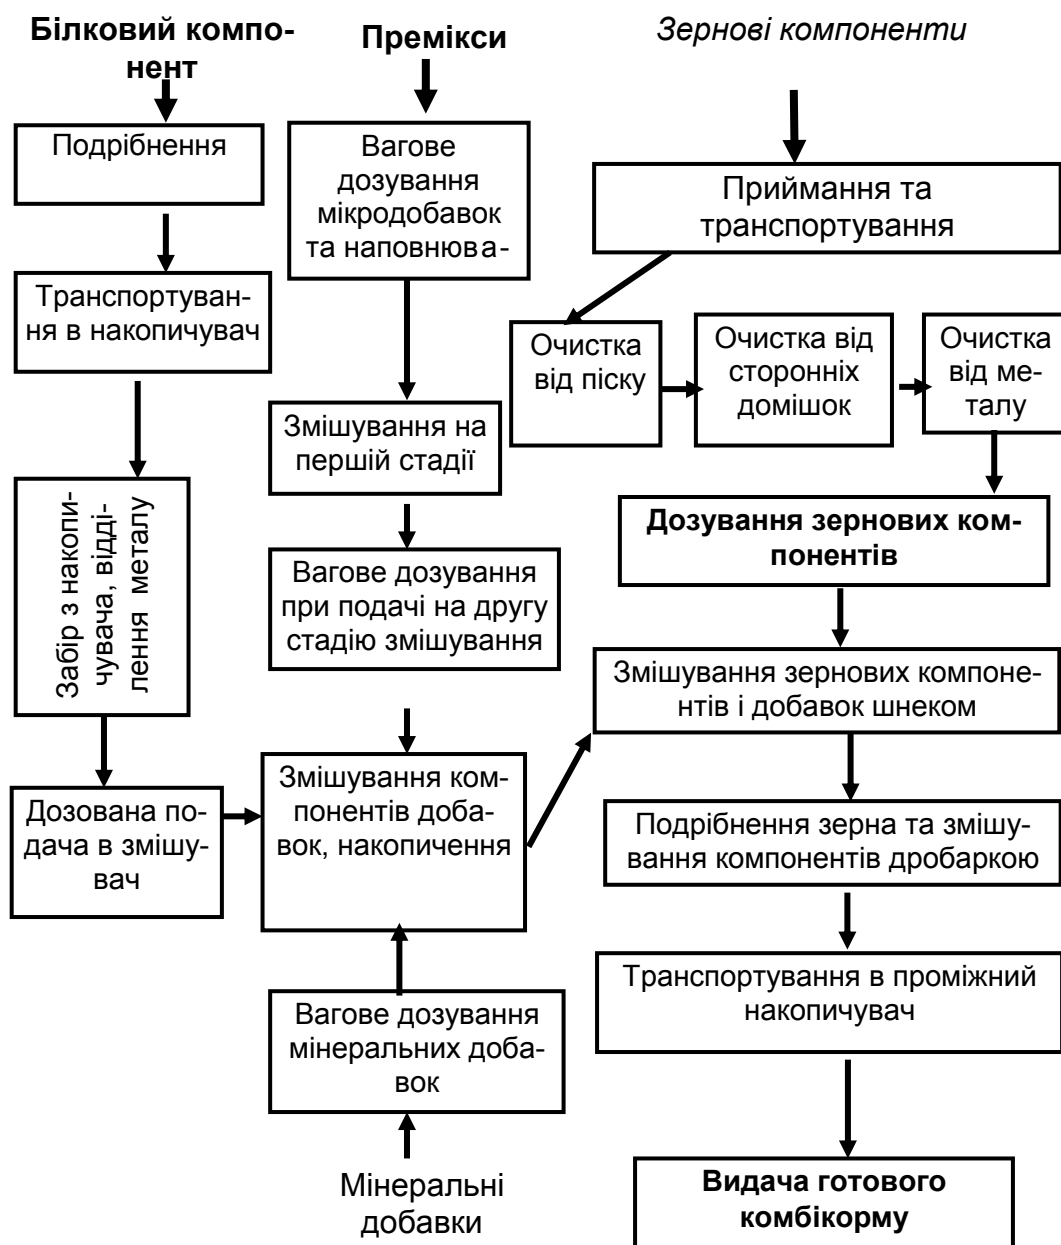 Білковий компо-
нент
Подрібнення
Транспортуван-
ня в накопичувач
Забір з накопи-
чувача, відді-
лення металу
Дозована по-
дача в змішу-
вач
Премікси
Вагове
дозування
мікродобавок
та наповнюва-
Змішування на
першій стадії
Вагове дозування
при подачі на другу
стадію змішування
Змішування ком-
понентів доба-
вок, накопичення
Вагове дозування
мінеральних доба-
вок
Мінеральні
добавки
Зернові компоненти
Приймання та
транспортування
Очистка
від піску
Очистка від
сторонніх
домішок
Очистка
від ме-
талу
Дозування зернових ком-
понентів
Змішування зернових компоне-
нтів і добавок шнеком
Подрібнення зерна та змішу-
вання компонентів дробаркою
Транспортування в проміжний
накопичувач
Видача готового
комбікорму